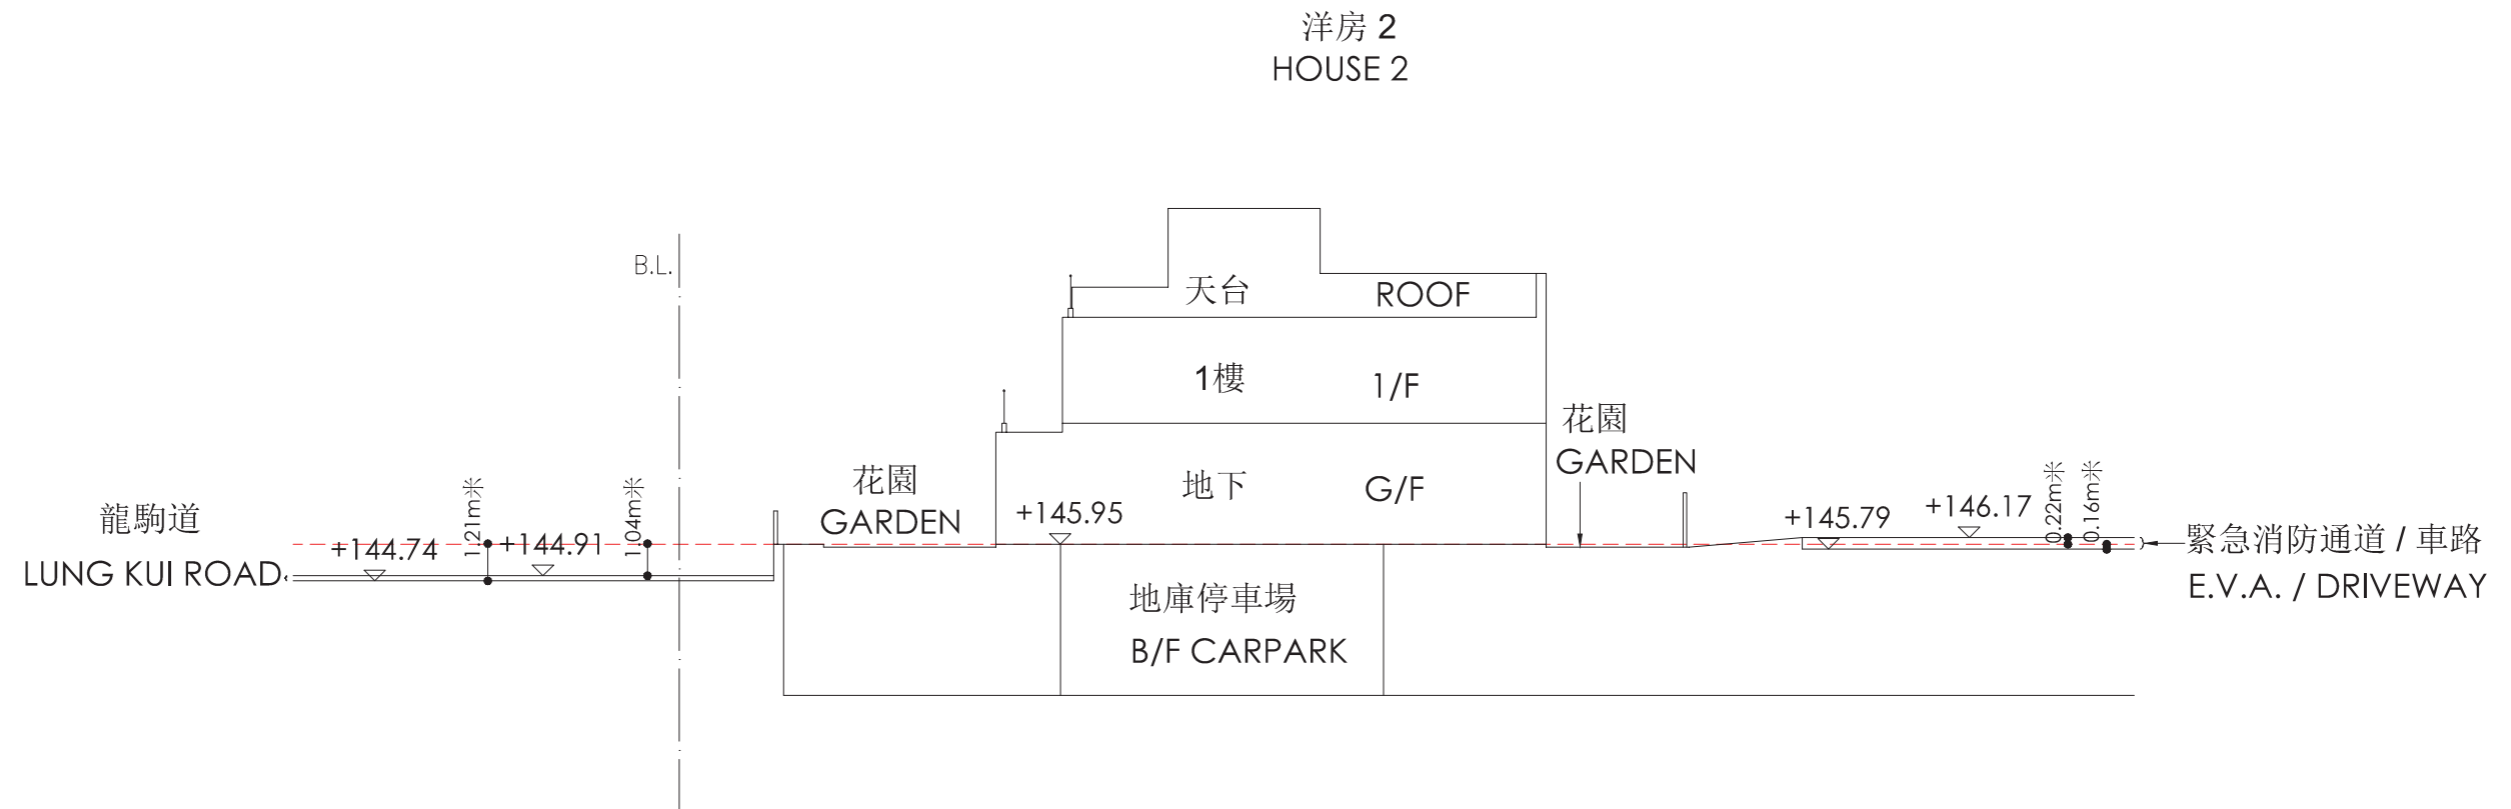 洋房 2
HOUSE 2
B.L.
天台 ROOF
1樓 1/F
花園
GARDEN
地下 G/F
花園
GARDEN
+145.95
龍駒道
LUNG KUI ROAD
+144.74
1.21m米
+144.91
1.04m米
+145.79
+146.17
0.22m米
0.16m米
緊急消防通道 / 車路
E.V.A. / DRIVEWAY
地庫停車場
B/F CARPARK